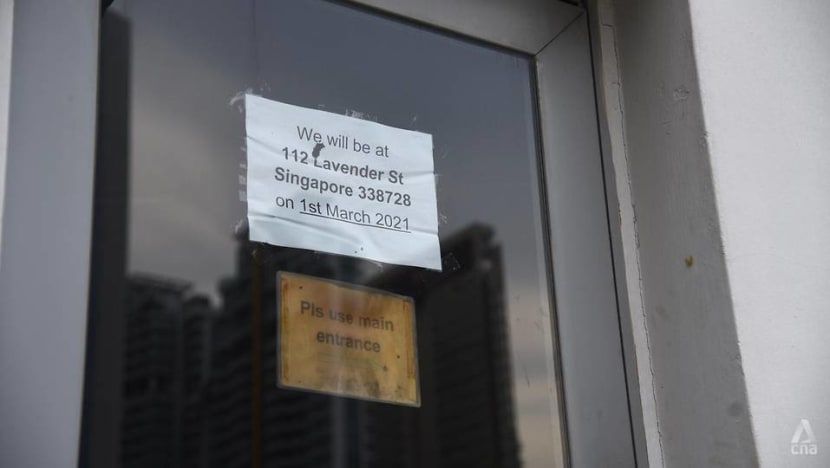 We will be at
112 Lavender St
Singapore 338728
on 1st March 2021
Pls use main
entrance
cna